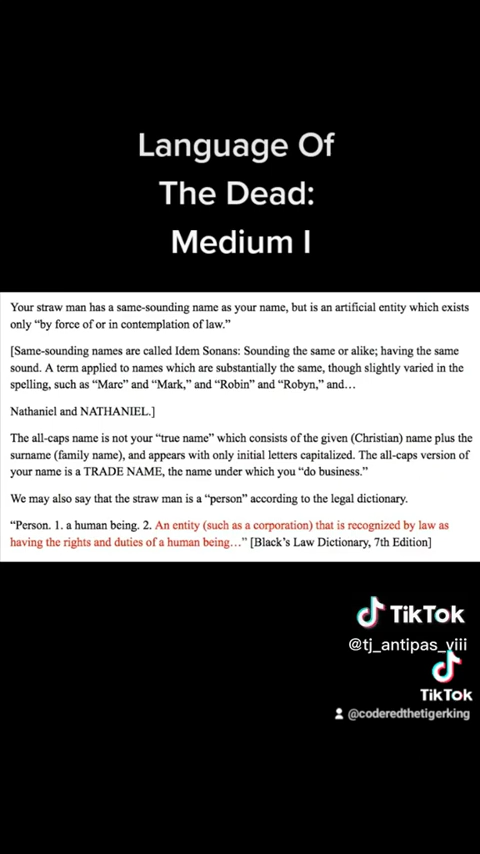 Language Of
The Dead:
Medium I
Your straw man has a same-sounding name as your name, but is an artificial entity which exists
only “by force of or in contemplation of law.”
[Same-sounding names are called Idem Sonans: Sounding the same or alike; having the same
sound. A term applied to names which are substantially the same, though slightly varied in the
spelling, such as “Marc” and “Mark,” and “Robin” and “Robyn,” and…
Nathaniel and NATHANIEL.]
The all-caps name is not your “true name” which consists of the given (Christian) name plus the
surname (family name), and appears with only initial letters capitalized. The all-caps version of
your name is a TRADE NAME, the name under which you “do business.”
We may also say that the straw man is a “person” according to the legal dictionary.
“Person. 1. a human being. 2. An entity (such as a corporation) that is recognized by law as
having the rights and duties of a human being…” [Black’s Law Dictionary, 7th Edition]
TikTok
@tj_antipas_viii
TikTok
@coderedthetigerking